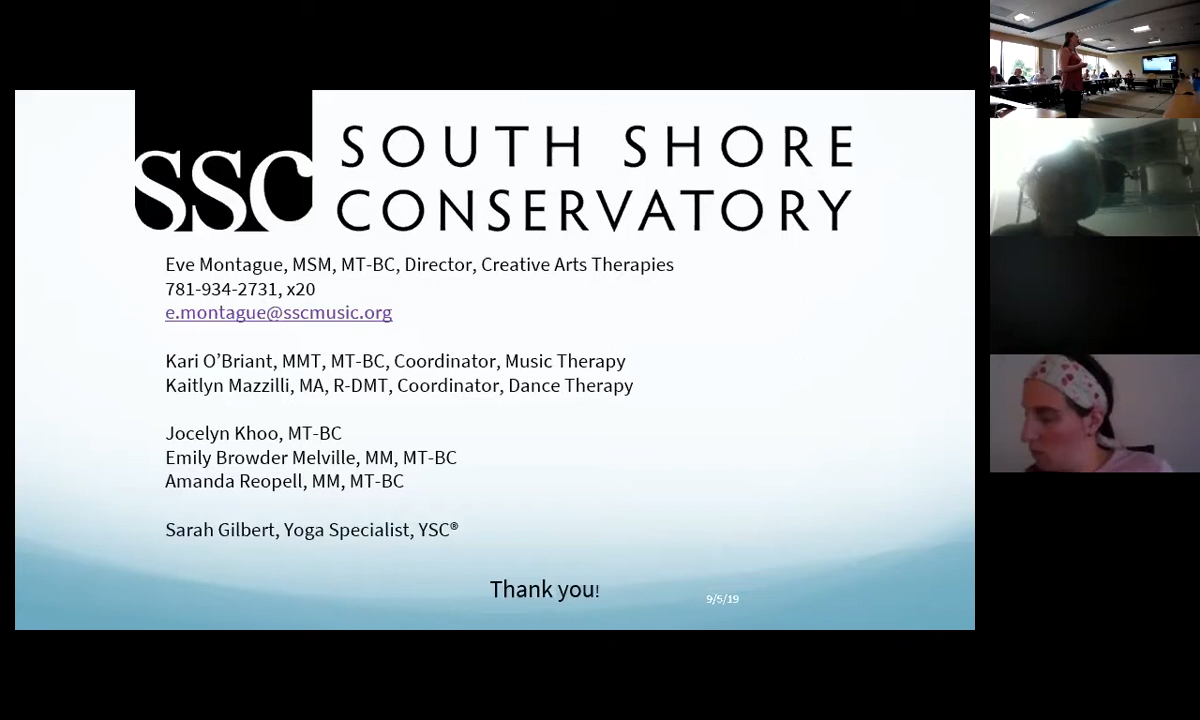 SSC
SOUTH SHORE
CONSERVATORY
Eve Montague, MSM, MT-BC, Director, Creative Arts Therapies
781-934-2731, x20
e.montague@sscmusic.org
Kari O’Briant, MMT, MT-BC, Coordinator, Music Therapy
Kaitlyn Mazzilli, MA, R-DMT, Coordinator, Dance Therapy
Jocelyn Khoo, MT-BC
Emily Browder Melville, MM, MT-BC
Amanda Reopell, MM, MT-BC
Sarah Gilbert, Yoga Specialist, YSC®
Thank you!
9/5/19